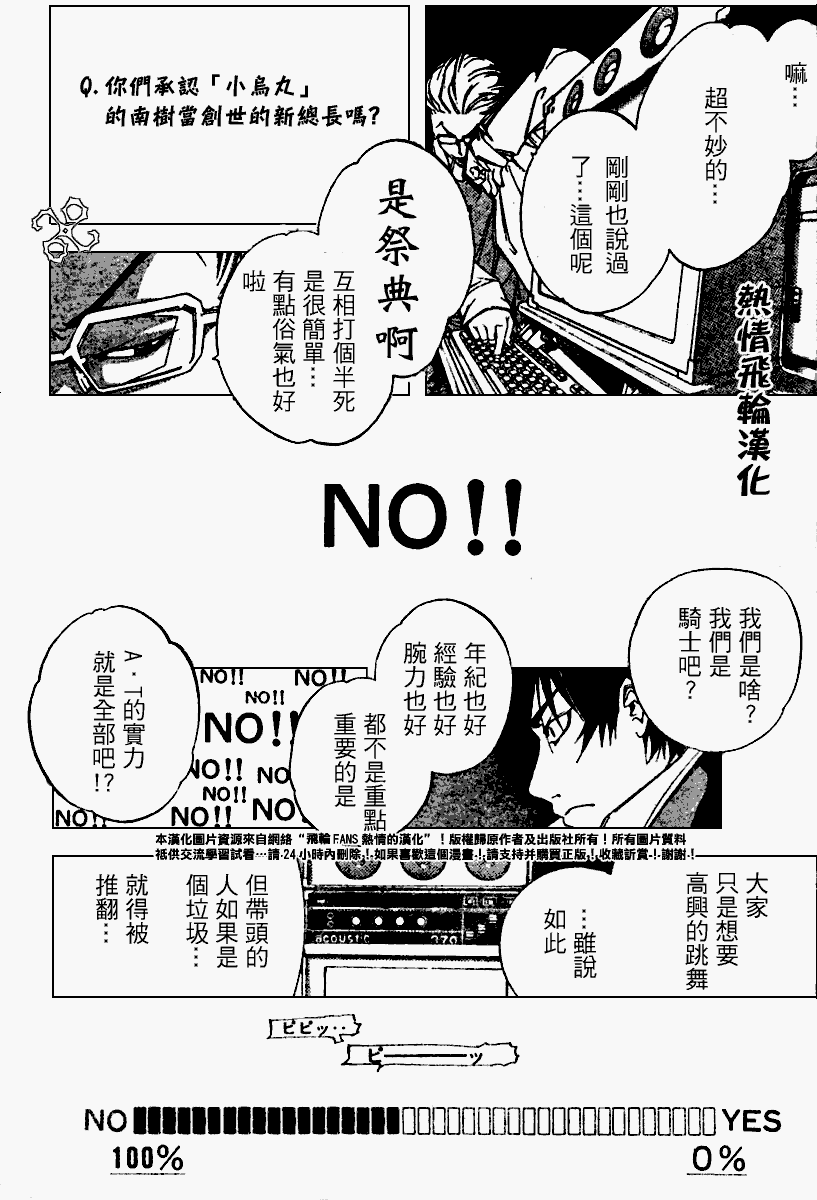 嘛…
超不妙的…
剛剛也說過
了…這個呢
Q. 你們承認「小烏丸」
的南樹當創世的新總長嗎?
是祭典啊
互相打個半死
是很簡單…
有點俗氣也好
啦
熱情飛輪漢化
NO!!
我們是啥?
我們是
騎士吧?
年紀也好
經驗也好
腕力也好
都不是重點
重要的是
A·T的實力
就是全部吧!?
NO!!
NO!!
NO!!
NO!!
NO!!
NO
NO!!
NO!!
NO!!
NO!!
本漢化圖片資源來自網絡“飛輪FANS熱情的漢化”!版權歸原作者及出版社所有!所有圖片資料
祗供交流學習試看…請24小時內刪除!如果喜歡這個漫畫!請支持并購買正版!收藏訢賞!謝謝!
大家
只是想要
高興的跳舞
…雖說
如此
acoustic 370
但帶頭的
人如果是
個垃圾…
就得被
推翻…
ピピッ··
ピ━━━ッ
NO YES
100% 0%